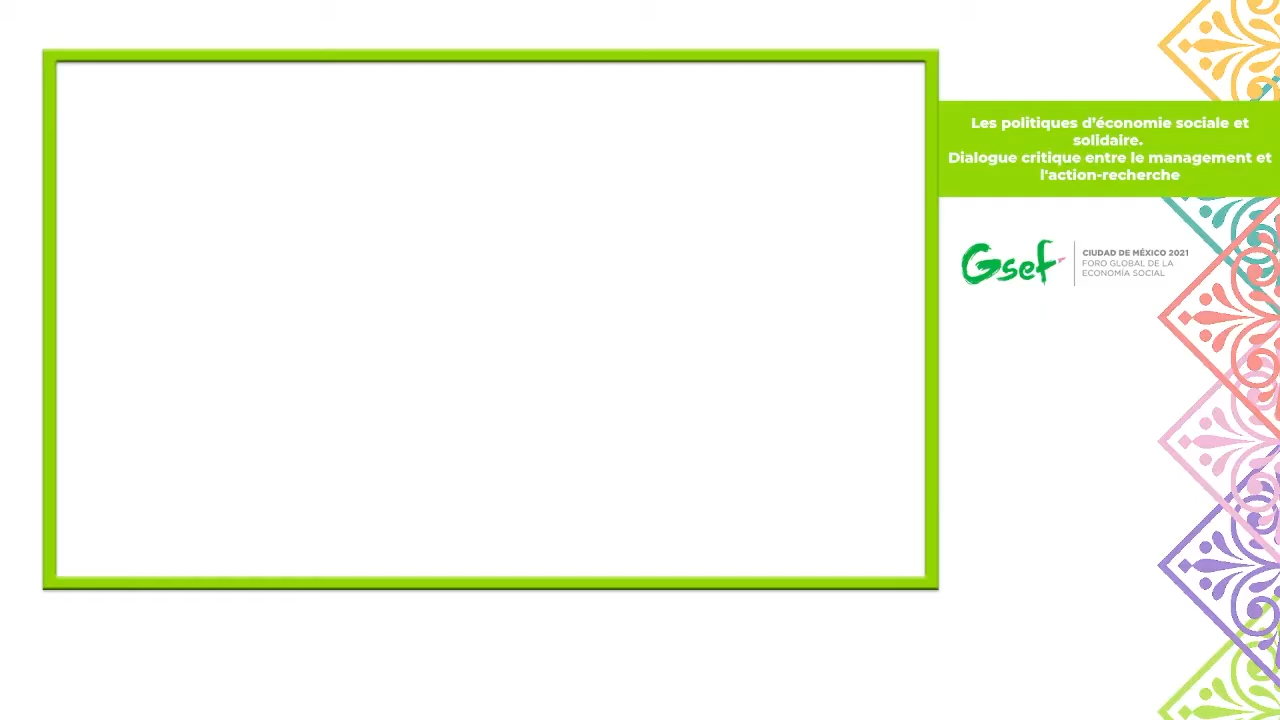 Les politiques d’économie sociale et
solidaire.
Dialogue critique entre le management et
l'action-recherche
Gsef
CIUDAD DE MÉXICO 2021
FORO GLOBAL DE LA
ECONOMÍA SOCIAL